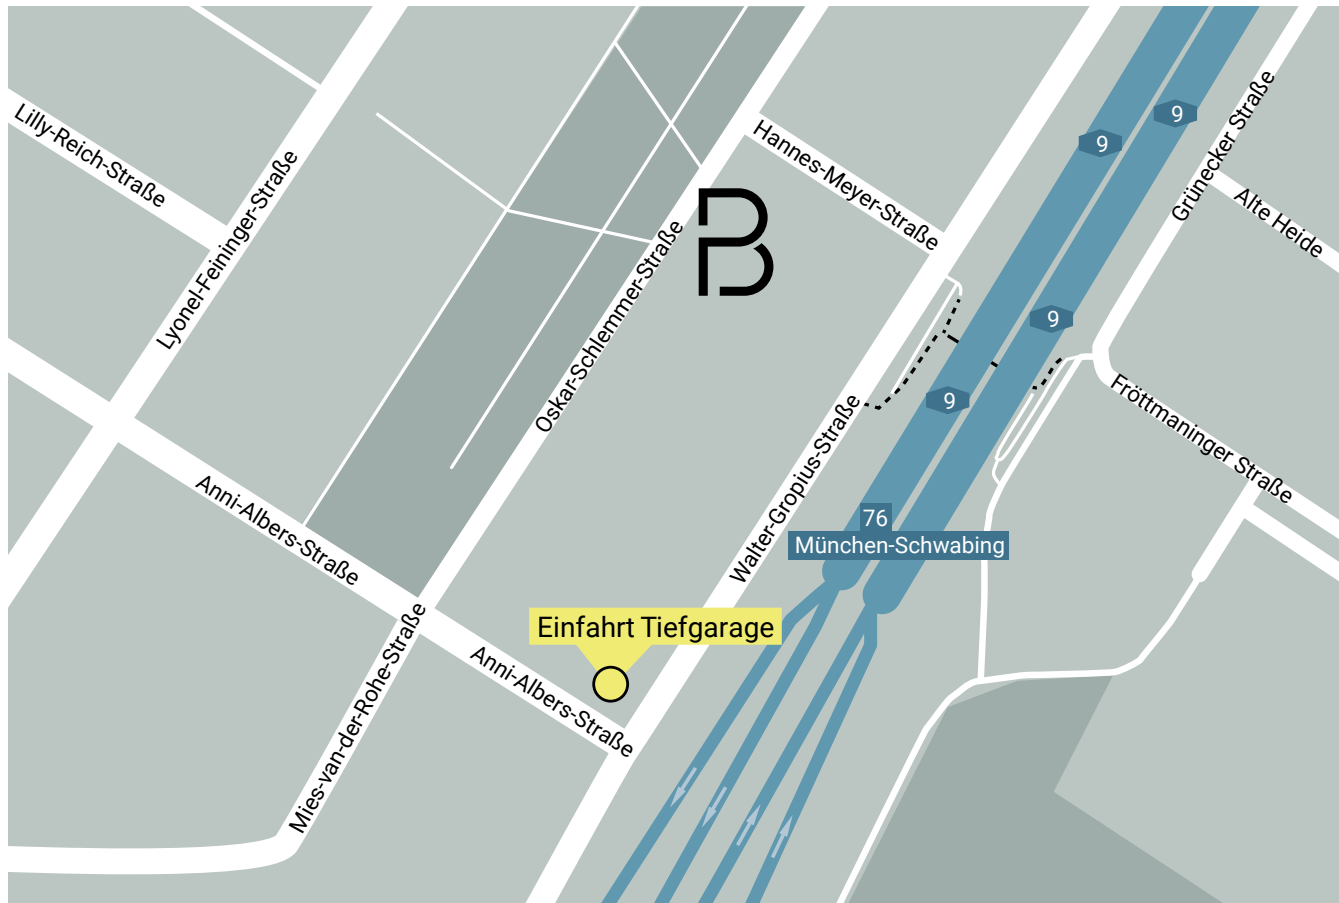 Lilly-Reich-Straße
Lyonel-Feininger-Straße
Hannes-Meyer-Straße
9
9
Grünecker Straße
Alte Heide
B
Oskar-Schlemmer-Straße
9
9
Fröttmaninger Straße
Walter-Gropius-Straße
76
München-Schwabing
Anni-Albers-Straße
Einfahrt Tiefgarage
Anni-Albers-Straße
Mies-van-der-Rohe-Straße